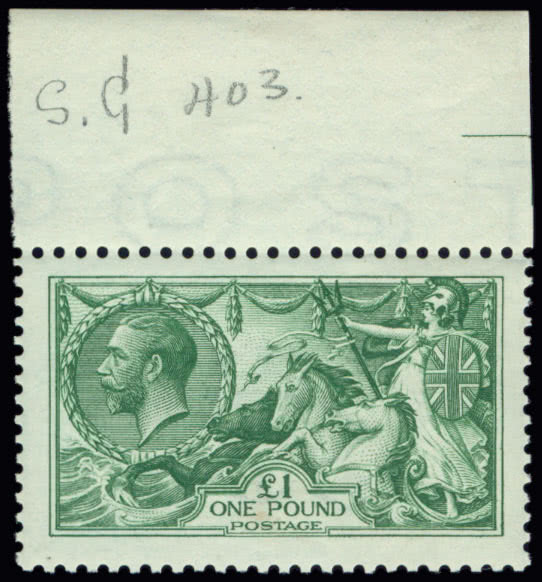 S.G 403.
£1
ONE POUND
POSTAGE